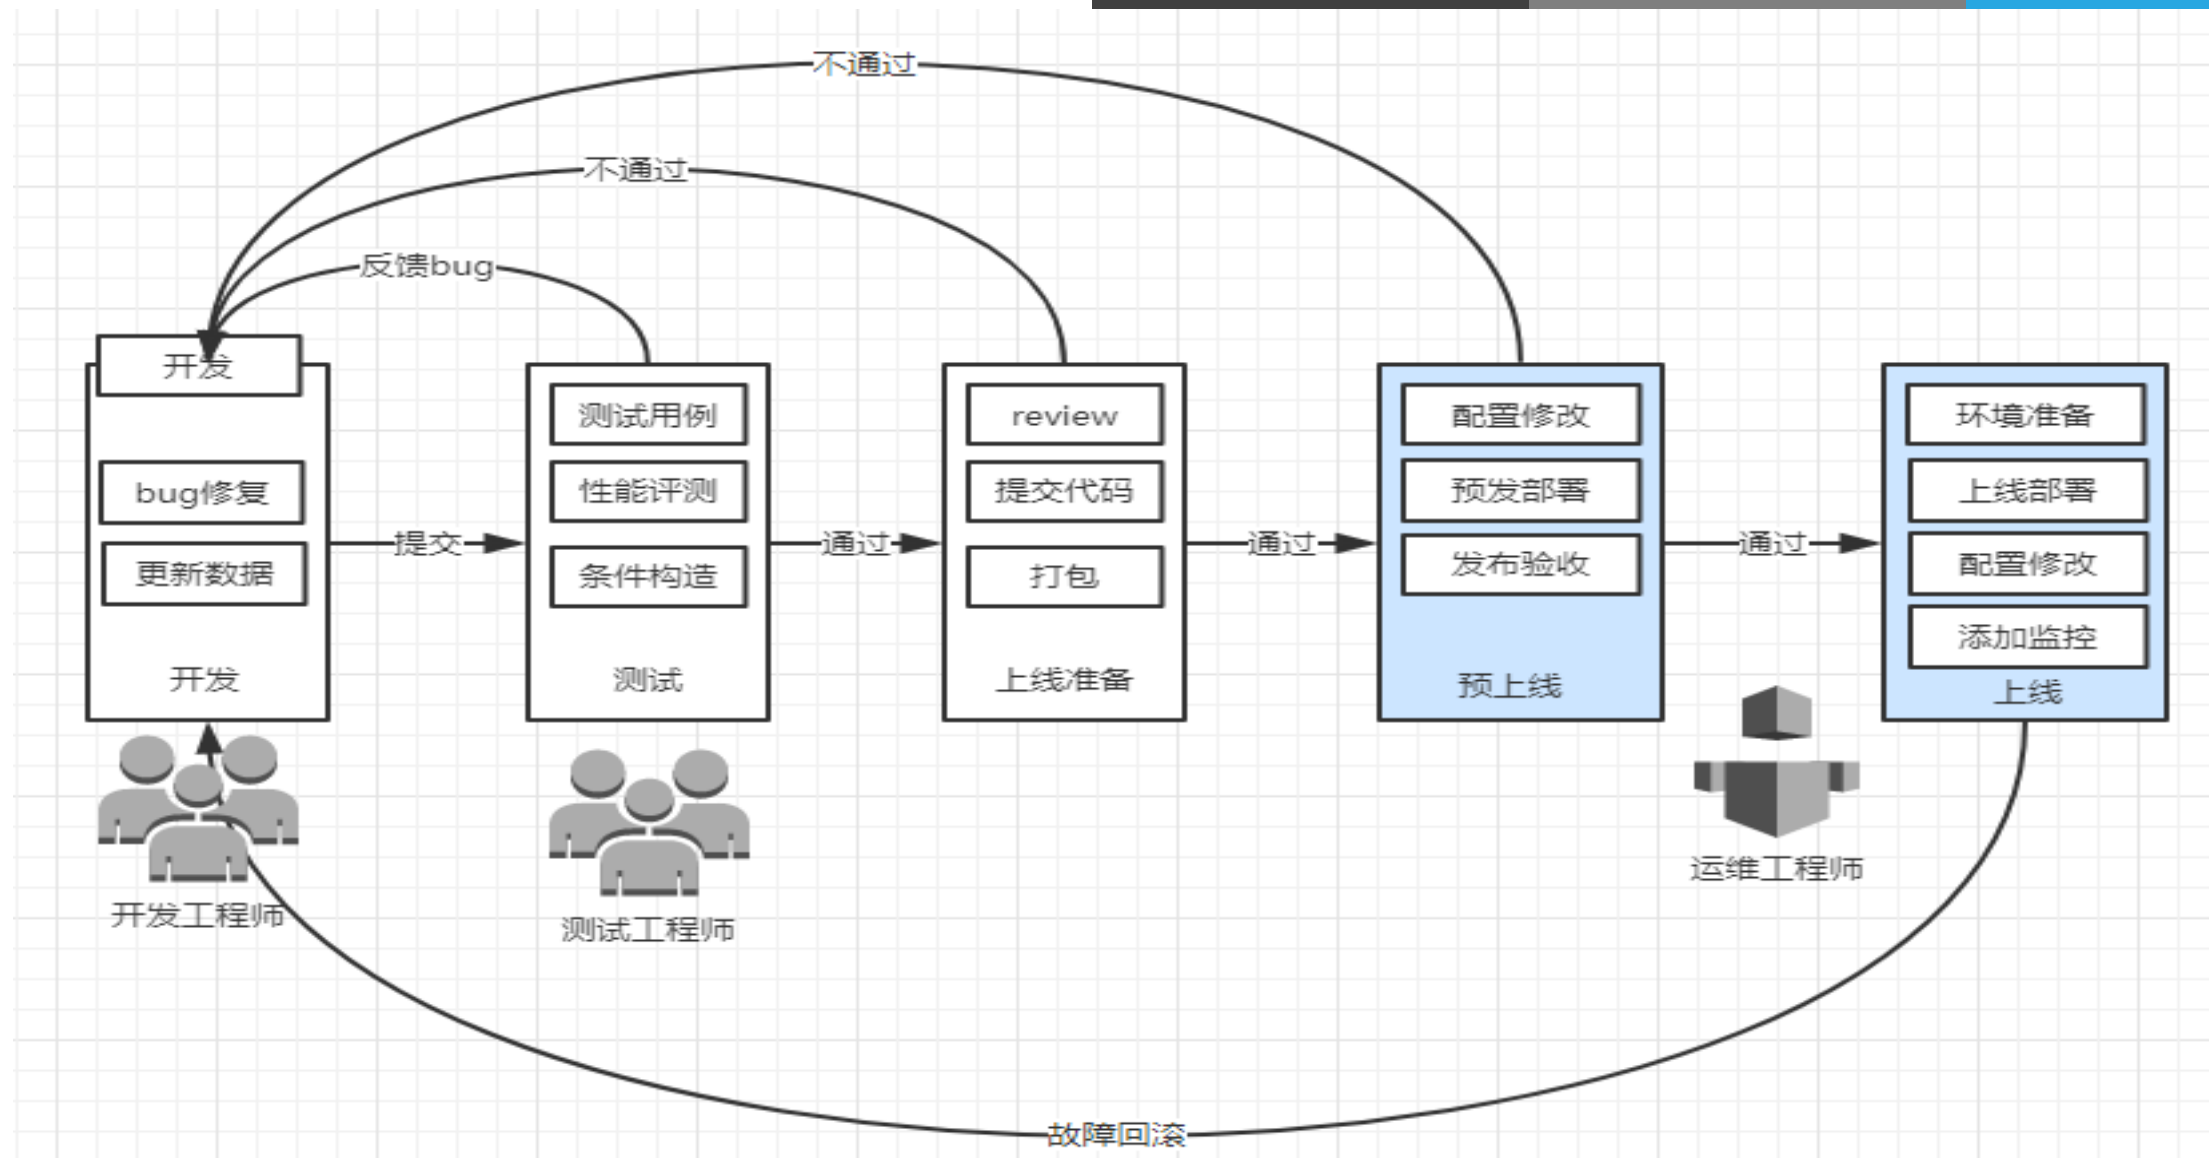 不通过
不通过
反馈bug
开发
bug修复
更新数据
开发
提交
测试用例
性能评测
条件构造
测试
通过
review
提交代码
打包
上线准备
通过
配置修改
预发部署
发布验收
预上线
通过
环境准备
上线部署
配置修改
添加监控
上线
开发工程师
测试工程师
运维工程师
故障回滚